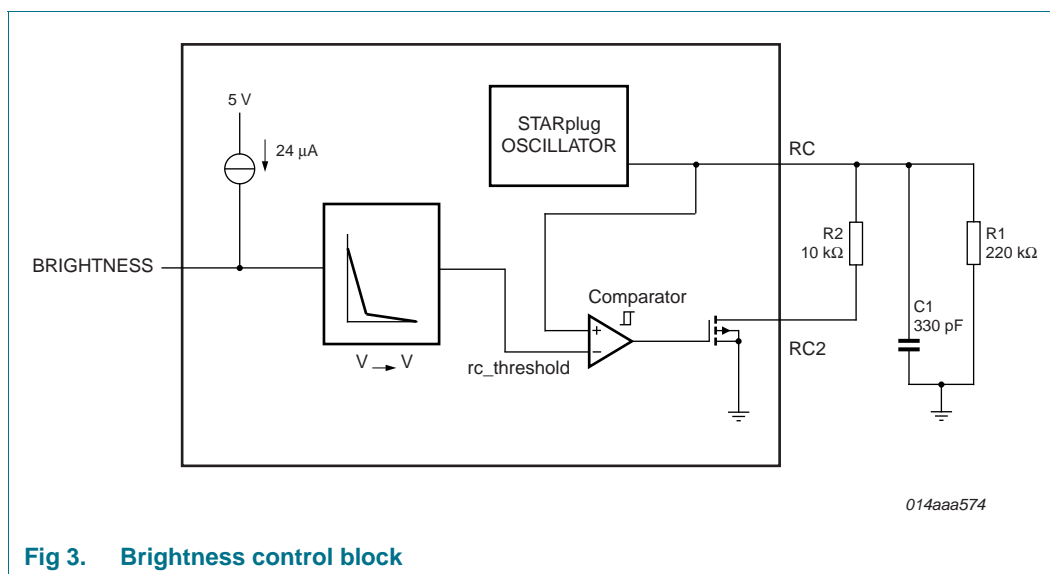 5 V
24 μA
STARplug
OSCILLATOR
RC
R2
10 kΩ
R1
220 kΩ
BRIGHTNESS
Comparator
+
−
C1
330 pF
V → V
rc_threshold
RC2
014aaa574
Fig 3. Brightness control block